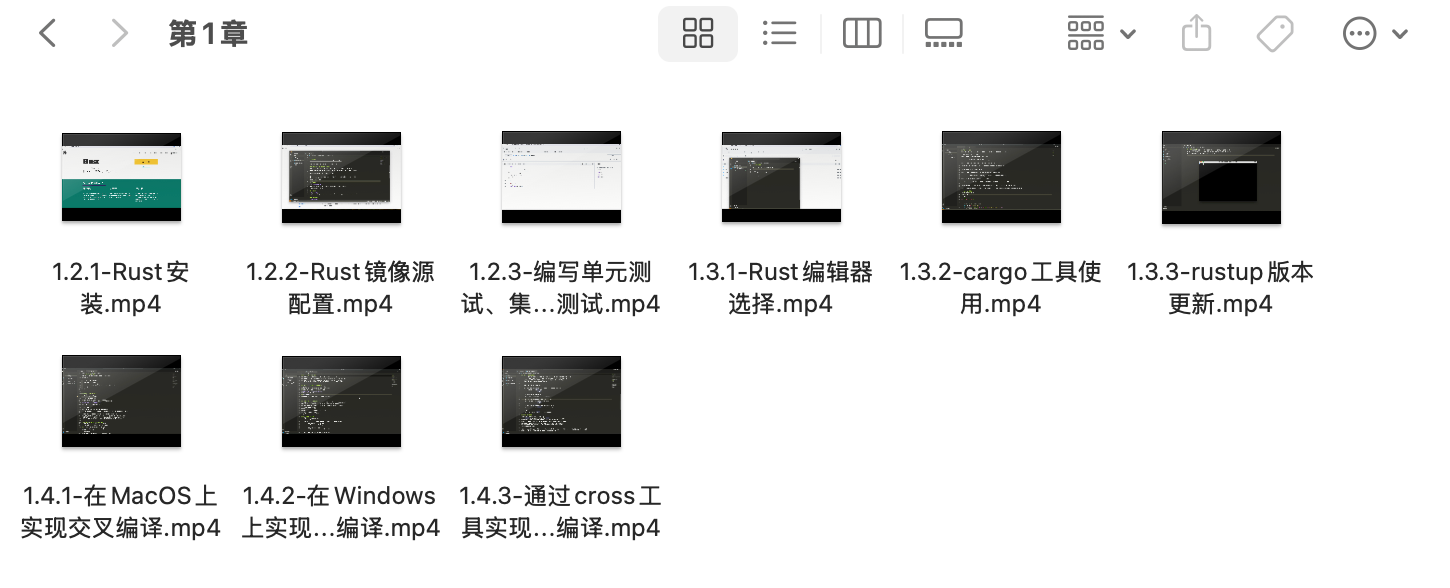 第1章
1.2.1-Rust安
装.mp4
1.2.2-Rust镜像源
配置.mp4
1.2.3-编写单元测
试、集...测试.mp4
1.3.1-Rust编辑器
选择.mp4
1.3.2-cargo工具使
用.mp4
1.3.3-rustup版本
更新.mp4
1.4.1-在MacOS上
实现交叉编译.mp4
1.4.2-在Windows
上实现...编译.mp4
1.4.3-通过cross工
具实现...编译.mp4